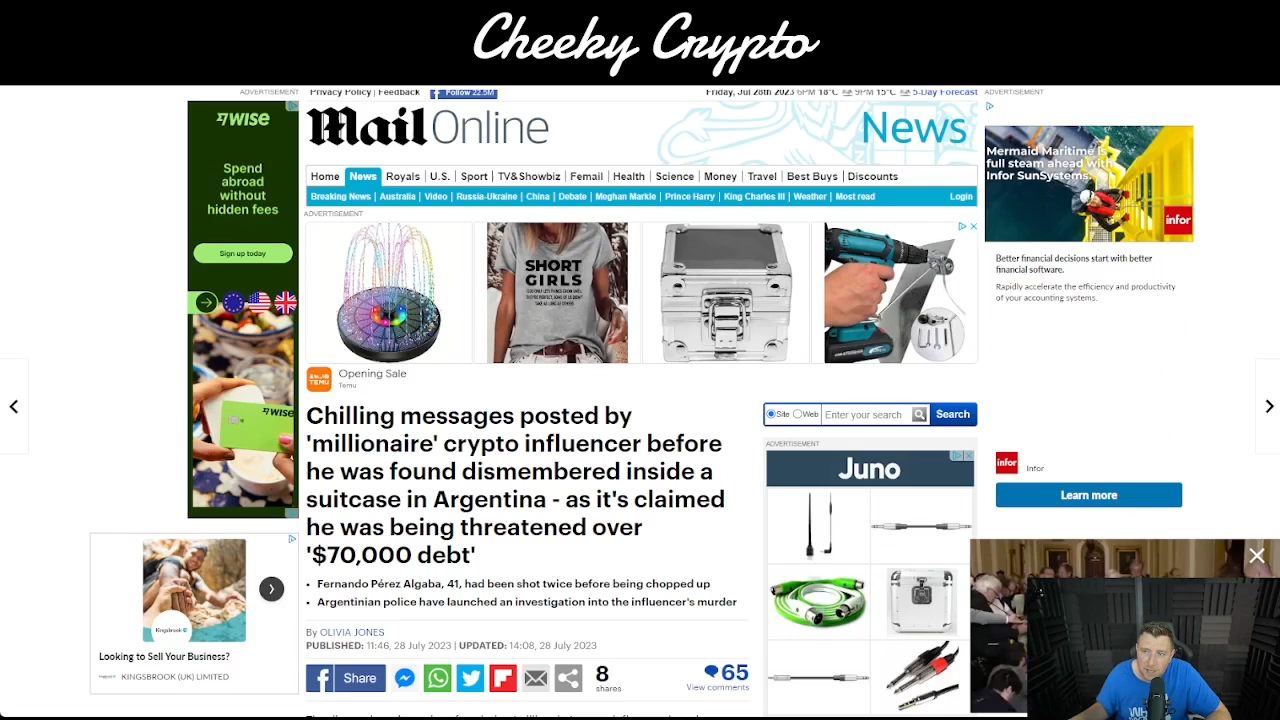 Cheeky Crypto
ADVERTISEMENT
Privacy Policy | Feedback
Follow 22.5M
Friday, Jul 28th 2023 6PM 18°C 9PM 15°C 5-Day Forecast
ADVERTISEMENT
7WISE
Spend
abroad
without
hidden fees
Sign up today
Mail Online
News
Home News Royals U.S. Sport TV&Showbiz Femail Health Science Money Travel Best Buys Discounts
Breaking News Australia Video Russia-Ukraine China Debate Meghan Markle Prince Harry King Charles III Weather Most read Login
ADVERTISEMENT
SHORT
GIRLS
Opening Sale
Temu
Mermaid Maritime is
full steam ahead with
Infor SunSystems.
infor
Better financial decisions start with better
financial software.
Rapidly accelerate the efficiency and productivity
of your accounting systems.
infor
Infor
Learn more
Site Web Enter your search Search
Chilling messages posted by
'millionaire' crypto influencer before
he was found dismembered inside a
suitcase in Argentina - as it's claimed
he was being threatened over
'$70,000 debt'
Fernando Pérez Algaba, 41, had been shot twice before being chopped up
Argentinian police have launched an investigation into the influencer's murder
By OLIVIA JONES
PUBLISHED: 11:46, 28 July 2023 | UPDATED: 14:08, 28 July 2023
Share
8
shares
65
View comments
ADVERTISEMENT
Juno
WISE
Kingsbrook
Looking to Sell Your Business?
KINGSBROOK (UK) LIMITED